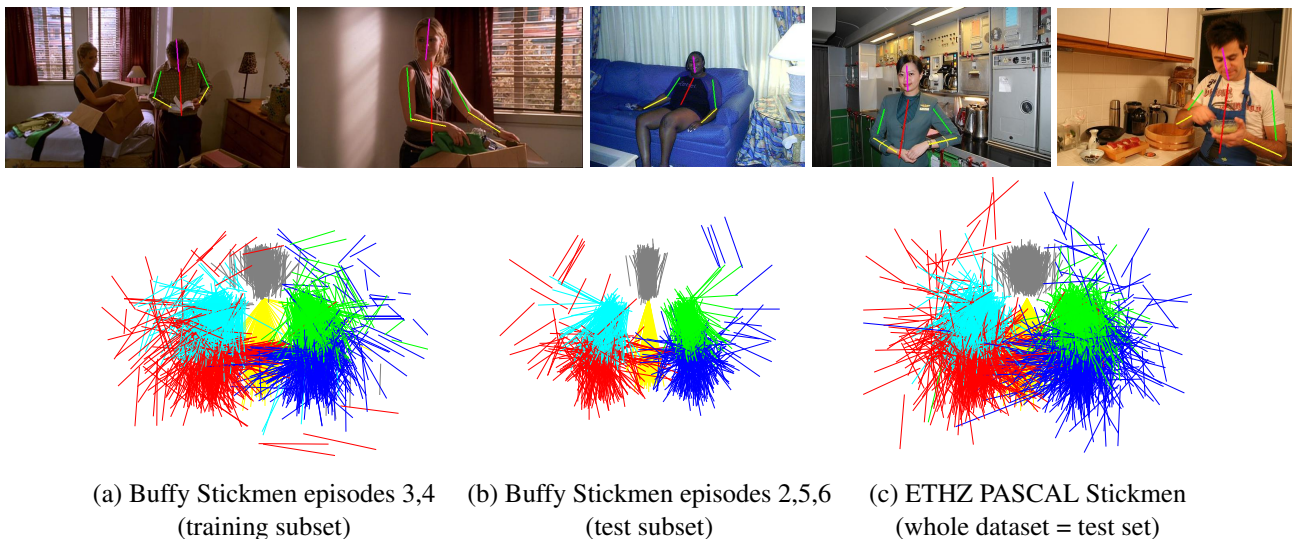 (a) Buffy Stickmen episodes 3,4
(training subset)
(b) Buffy Stickmen episodes 2,5,6
(test subset)
(c) ETHZ PASCAL Stickmen
(whole dataset = test set)